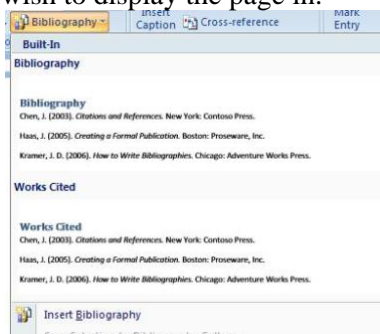 wish to display the page in.
Bibliography Insert Caption Cross-reference Mark Entry
Built-In
Bibliography
Bibliography
Chen, J. (2003). Citations and References. New York: Contoso Press.
Haas, J. (2005). Creating a Formal Publication. Boston: Proseware, Inc.
Kramer, J. D. (2006). How to Write Bibliographies. Chicago: Adventure Works Press.
Works Cited
Works Cited
Chen, J. (2003). Citations and References. New York: Contoso Press.
Haas, J. (2005). Creating a Formal Publication. Boston: Proseware, Inc.
Kramer, J. D. (2006). How to Write Bibliographies. Chicago: Adventure Works Press.
Insert Bibliography